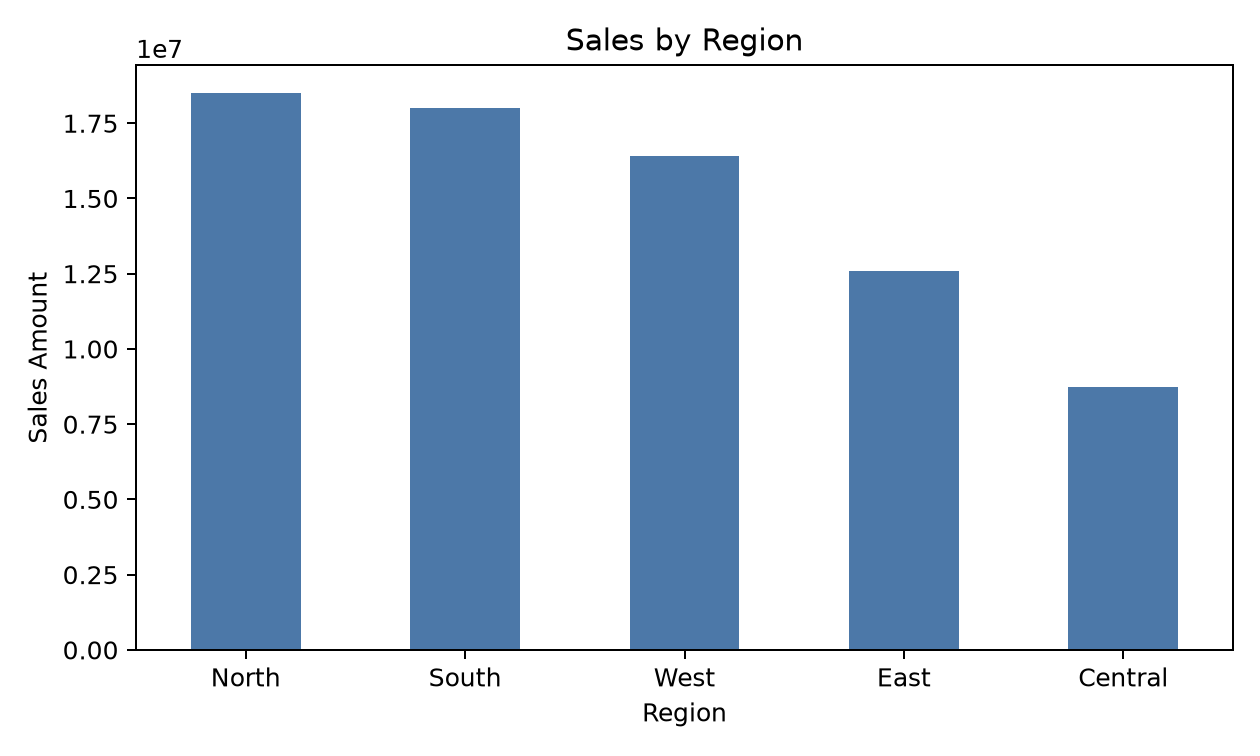 Sales by Region
1e7
Sales Amount
1.75
1.50
1.25
1.00
0.75
0.50
0.25
0.00
North South West East Central
Region